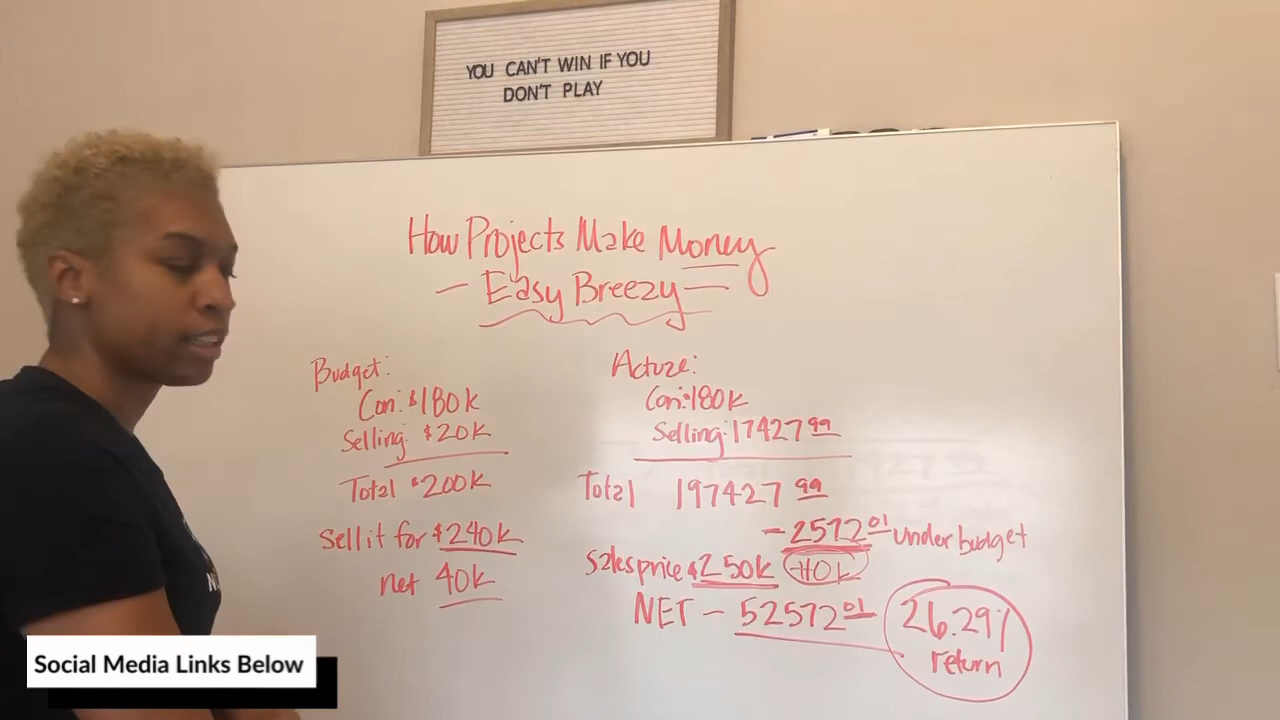 YOU CAN'T WIN IF YOU
DON'T PLAY
How Projects Make Money
— Easy Breezy —
Budget:
Con: $180K
Selling: $20K
Total $200K
Sell it for $240K
net 40K
Actual:
Con: 180K
Selling: 17427 99
Total 197427 99
- 2572 01 under budget
Sales price $250K +10K
NET - 52572 01
26.29%
return
Social Media Links Below